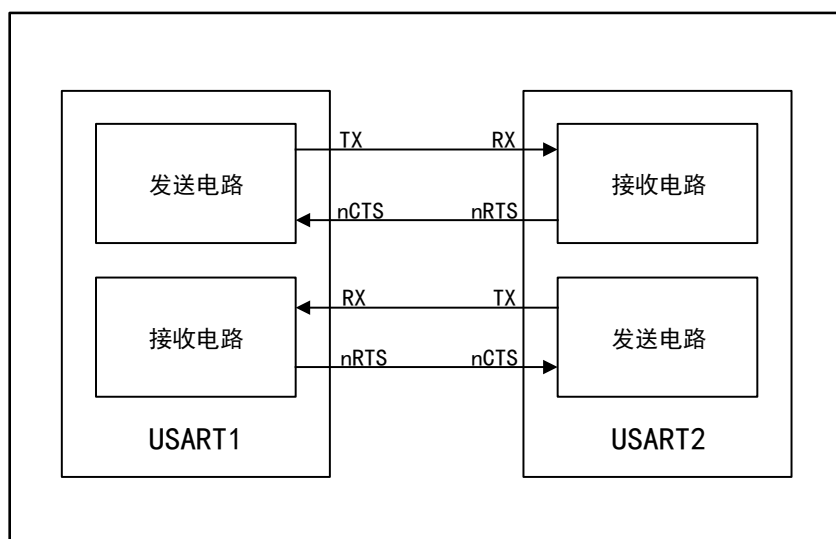 TX RX
发送电路 接收电路
nCTS nRTS
RX TX
接收电路 发送电路
nRTS nCTS
USART1 USART2